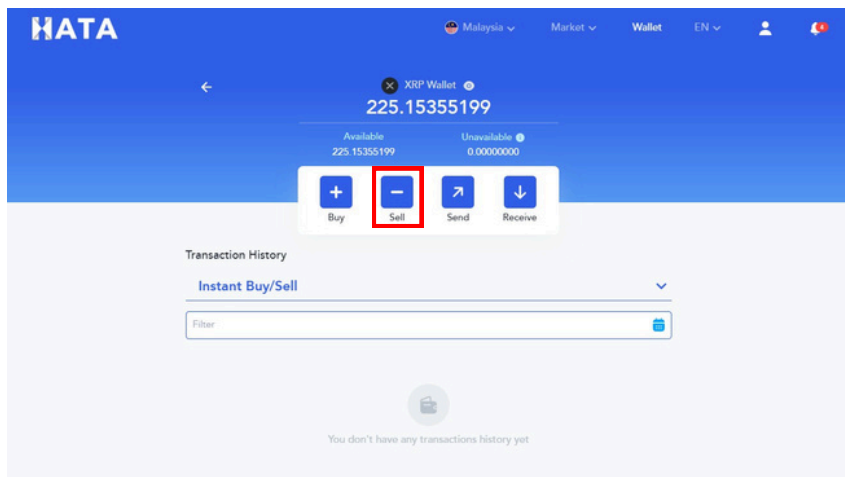 HATA
Malaysia Market Wallet EN
XRP Wallet
225.15355199
Available Unavailable
225.15355199 0.00000000
Buy Sell Send Receive
Transaction History
Instant Buy/Sell
Filter
You don't have any transactions history yet